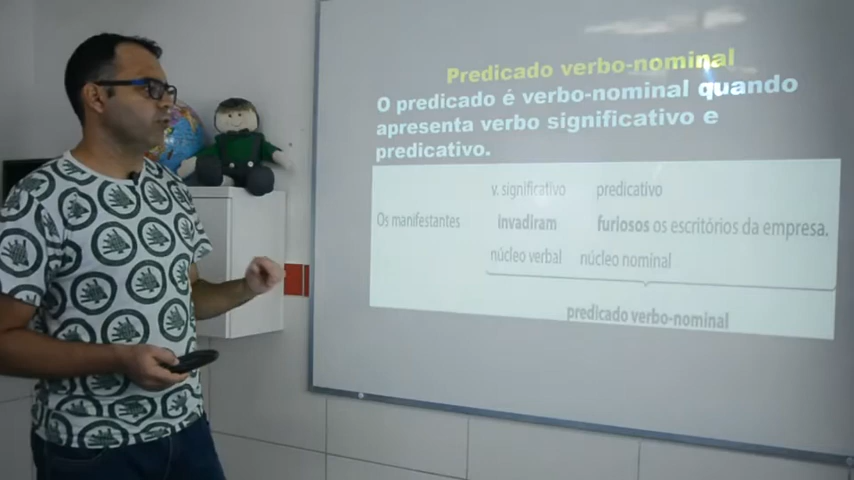 Predicado verbo-nominal
O predicado é verbo-nominal quando
apresenta verbo significativo e
predicativo.
v. significativo predicativo
Os manifestantes invadiram furiosos os escritórios da empresa.
núcleo verbal núcleo nominal
predicado verbo-nominal